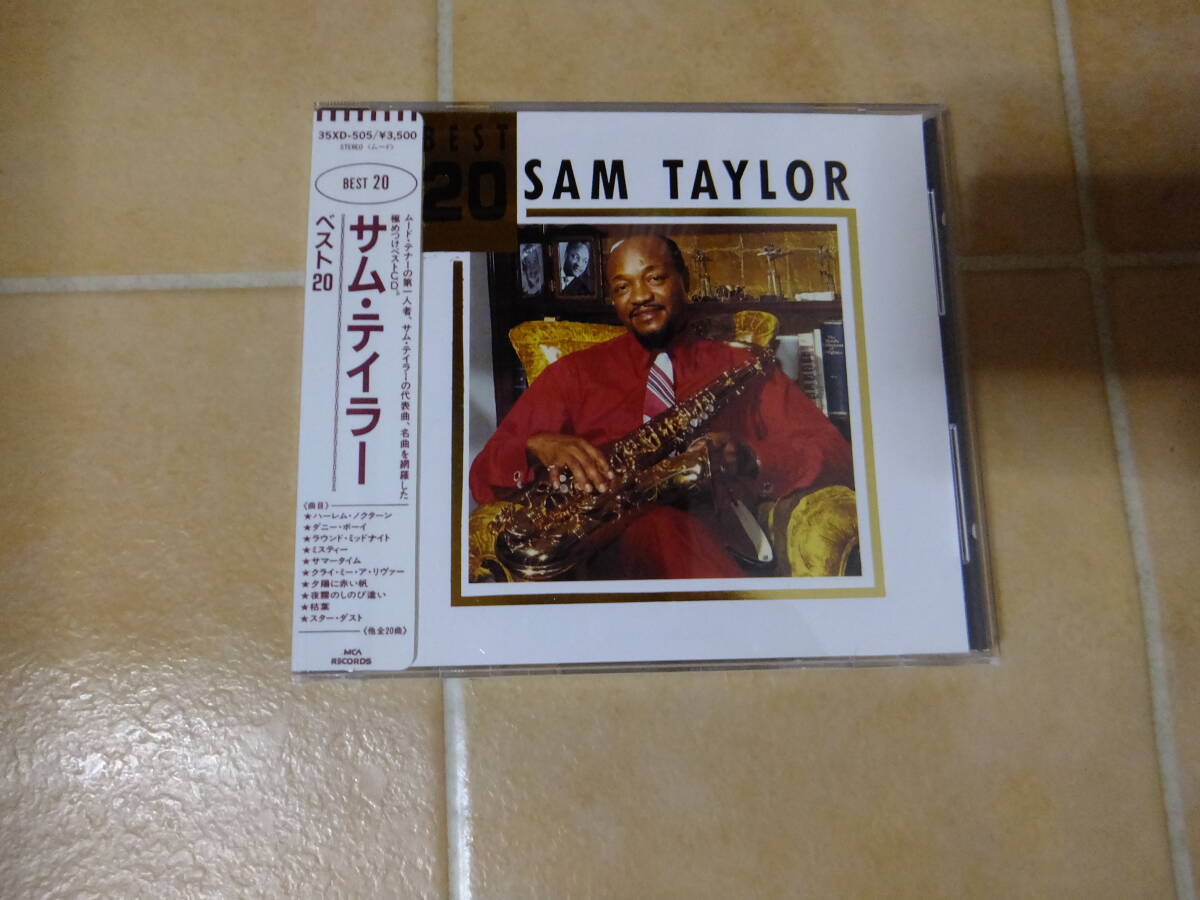 35XD-505/¥3,500
STEREO〈ムード〉
BEST 20
サム・テイラー
ベスト20
ムード・テナーの第一人者、サム・テイラーの代表曲、名曲を網羅した
極めつけベストCD。
〈曲目〉
★ハーレム・ノクターン
★ダニー・ボーイ
★ラウンド・ミッドナイト
★ミスティー
★サマータイム
★クライ・ミー・ア・リヴァー
★夕陽に赤い帆
★夜霧のしのび逢い
★枯葉
★スター・ダスト
〈他全20曲〉
MCA
RECORDS
BEST
20
SAM TAYLOR